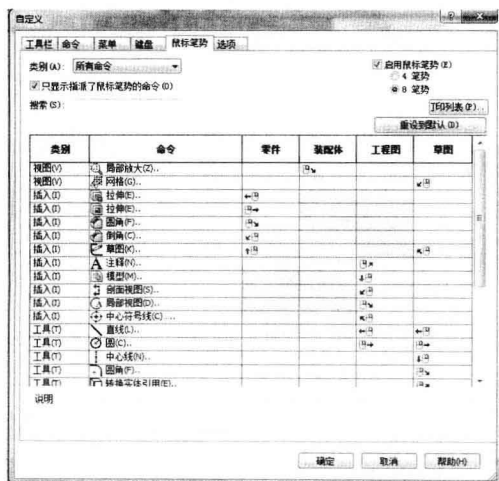 自定义
工具栏 命令 菜单 键盘 鼠标笔势 选项
类别(A): 所有命令
启用鼠标笔势(E)
4 笔势
8 笔势
只显示指派了鼠标笔势的命令(O)
搜索(S):
打印列表(P)...
重设到默认(D)
类别 命令 零件 装配体 工程图 草图
视图(V) 局部放大(Z)...
视图(V) 网格(G)...
插入(I) 拉伸(E)...
插入(I) 拉伸(E)...
插入(I) 圆角(F)...
插入(I) 倒角(C)...
插入(I) 草图(K)...
插入(I) 注释(N)...
插入(I) 模型(M)...
插入(I) 剖面视图(S)...
插入(I) 局部视图(D)...
插入(I) 中心符号线(C)...
工具(T) 直线(L)...
工具(T) 圆(C)...
工具(T) 中心线(N)...
工具(T) 圆角(F)...
工具(T) 转换实体引用(E)...
说明
确定 取消 帮助(H)